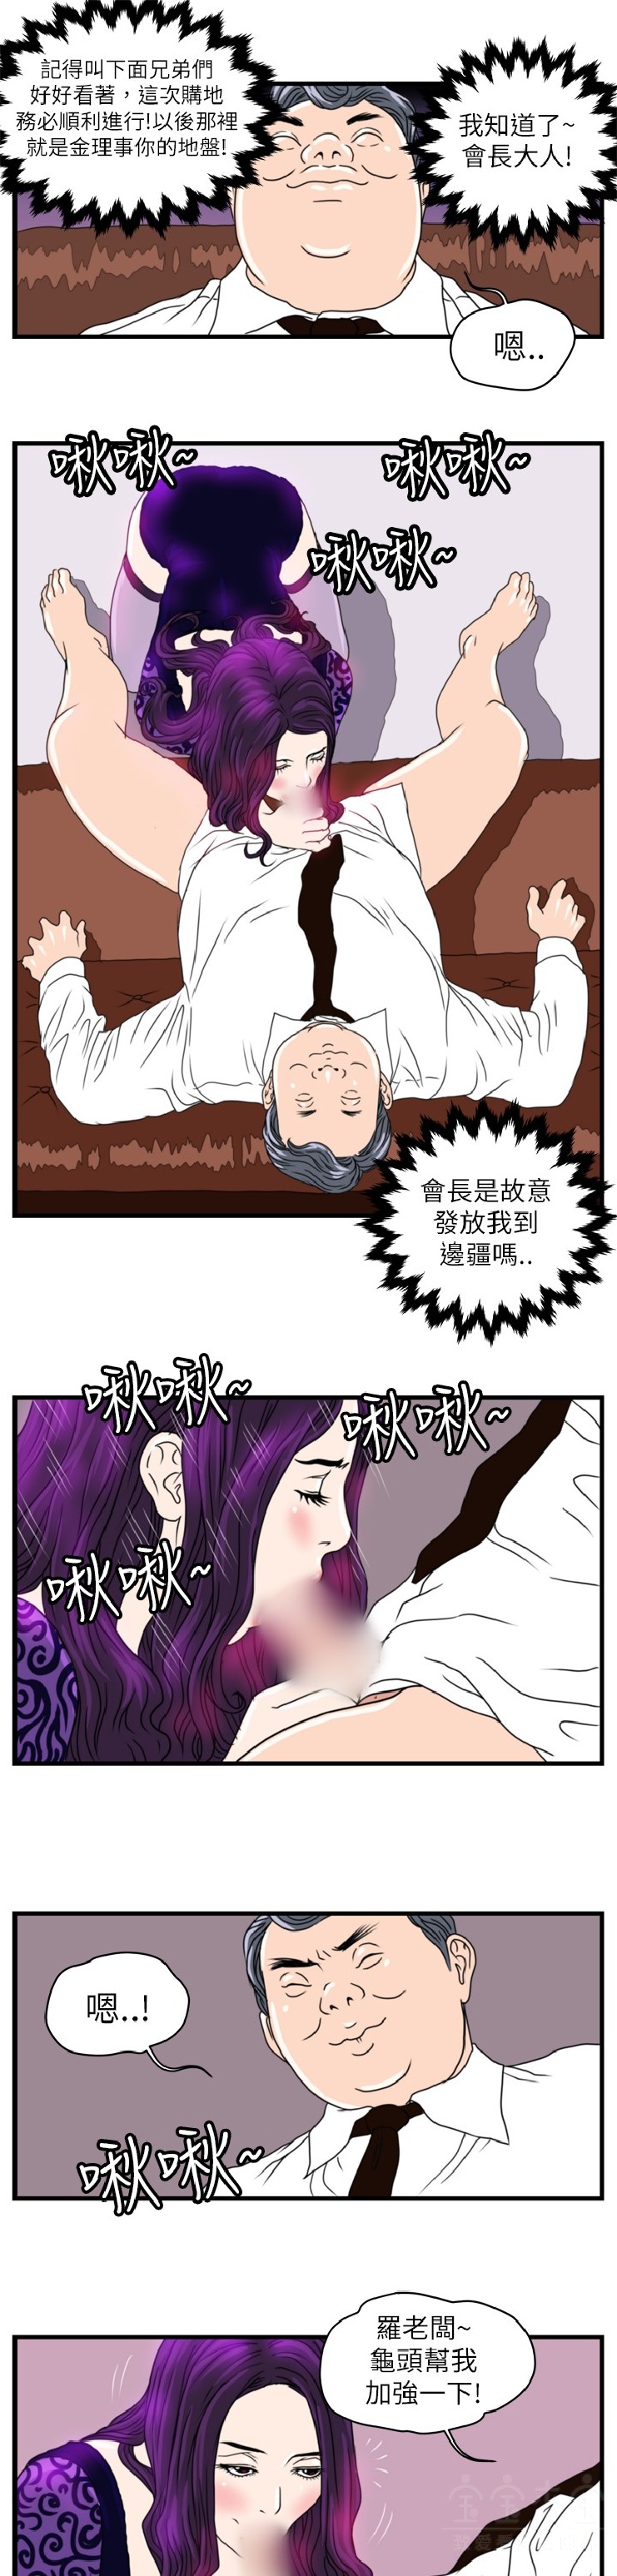 記得叫下面兄弟們
好好看著，這次購地
務必順利進行!以後那裡
就是金理事你的地盤!
我知道了~
會長大人!
嗯..
啾啾~
啾啾~
啾啾~
會長是故意
發放我到
邊疆嗎..
啾啾~
啾啾~
啾啾~
嗯..!
啾啾~
羅老闆~
龜頭幫我
加強一下!